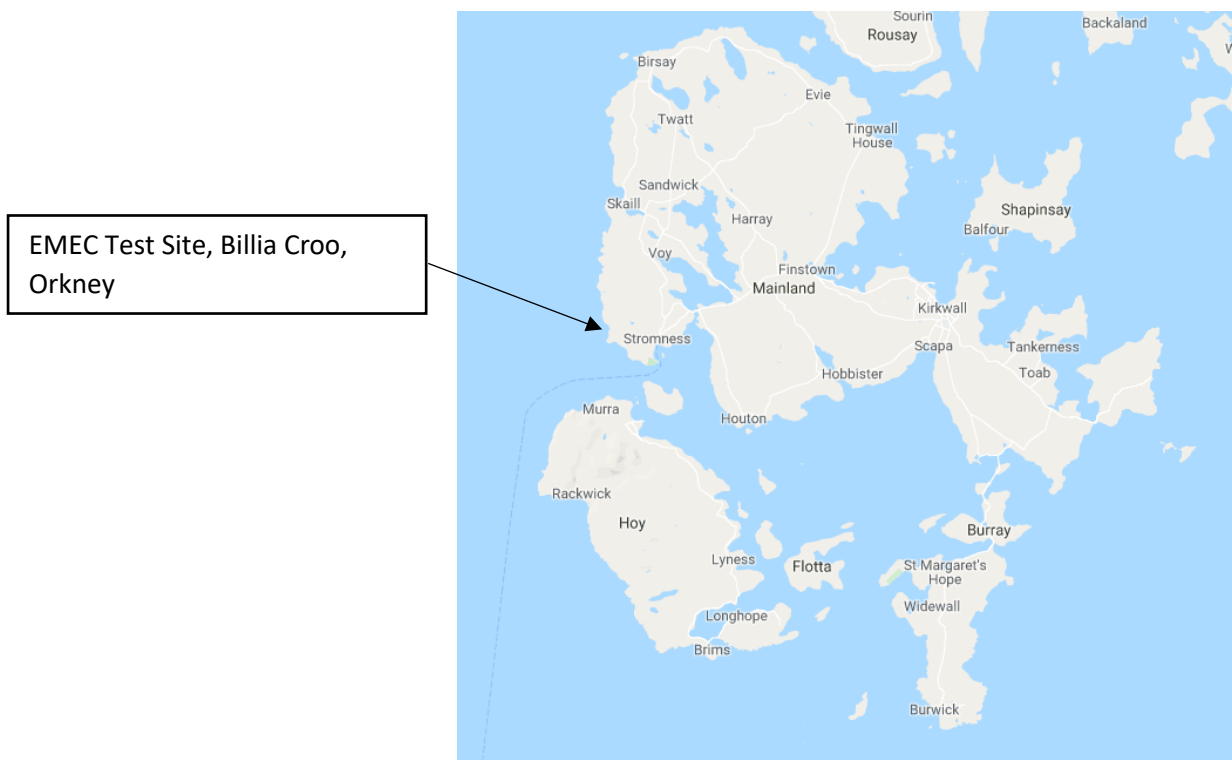 Sourin
Rousay
Backaland
Birsay
Evie
Twatt
Tingwall
House
Sandwick
Skaill
Shapinsay
Harray
Balfour
EMEC Test Site, Billia Croo,
Orkney
Voy
Finstown
Mainland
Kirkwall
Stromness
Scapa
Tankerness
Toab
Hobbister
Murra
Houton
Rackwick
Hoy
Burray
Lyness
Flotta
St Margaret's
Hope
Widewall
Longhope
Brims
Burwick